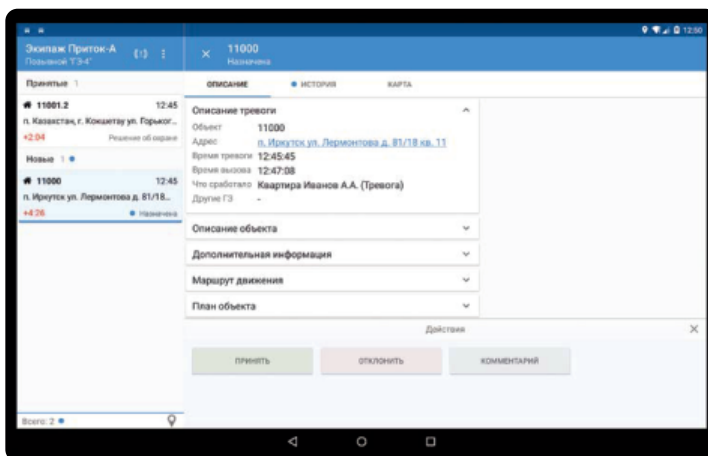 12:50
Экипаж Приток-А
Позывной "ГЗ-4"
11000
Назначена
Принятые 1
11001.2 12:45
п. Казахстан, г. Кокшетау ул. Горьког...
+2:04 Решение об охране
Новые 1
11000 12:45
п. Иркутск ул. Лермонтова д. 81/18...
+4:26 Назначена
Всего: 2
ОПИСАНИЕ ИСТОРИЯ КАРТА
Описание тревоги
Объект 11000
Адрес п. Иркутск ул. Лермонтова д. 81/18 кв. 11
Время тревоги 12:45:45
Время вызова 12:47:08
Что сработало Квартира Иванов А.А. (Тревога)
Другие ГЗ -
Описание объекта
Дополнительная информация
Маршрут движения
План объекта
Действия
ПРИНЯТЬ ОТКЛОНИТЬ КОММЕНТАРИЙ